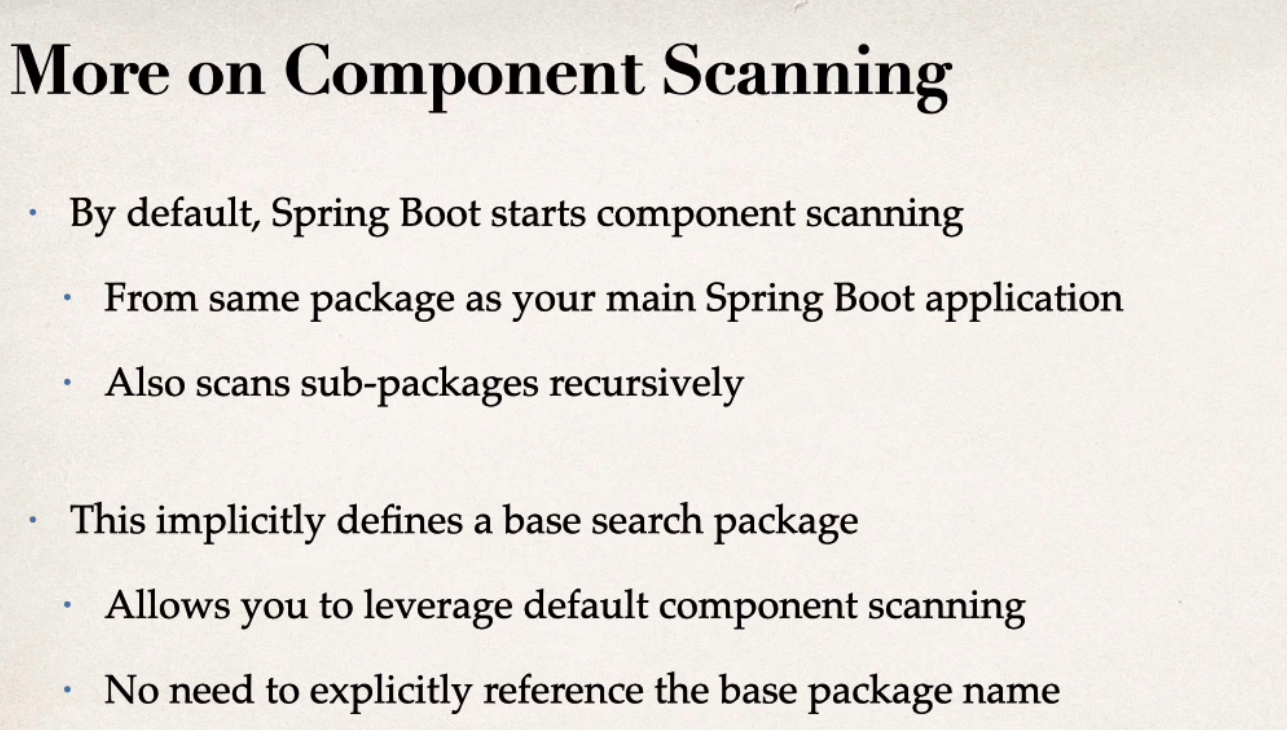 More on Component Scanning
• By default, Spring Boot starts component scanning
• From same package as your main Spring Boot application
• Also scans sub-packages recursively
• This implicitly defines a base search package
• Allows you to leverage default component scanning
• No need to explicitly reference the base package name